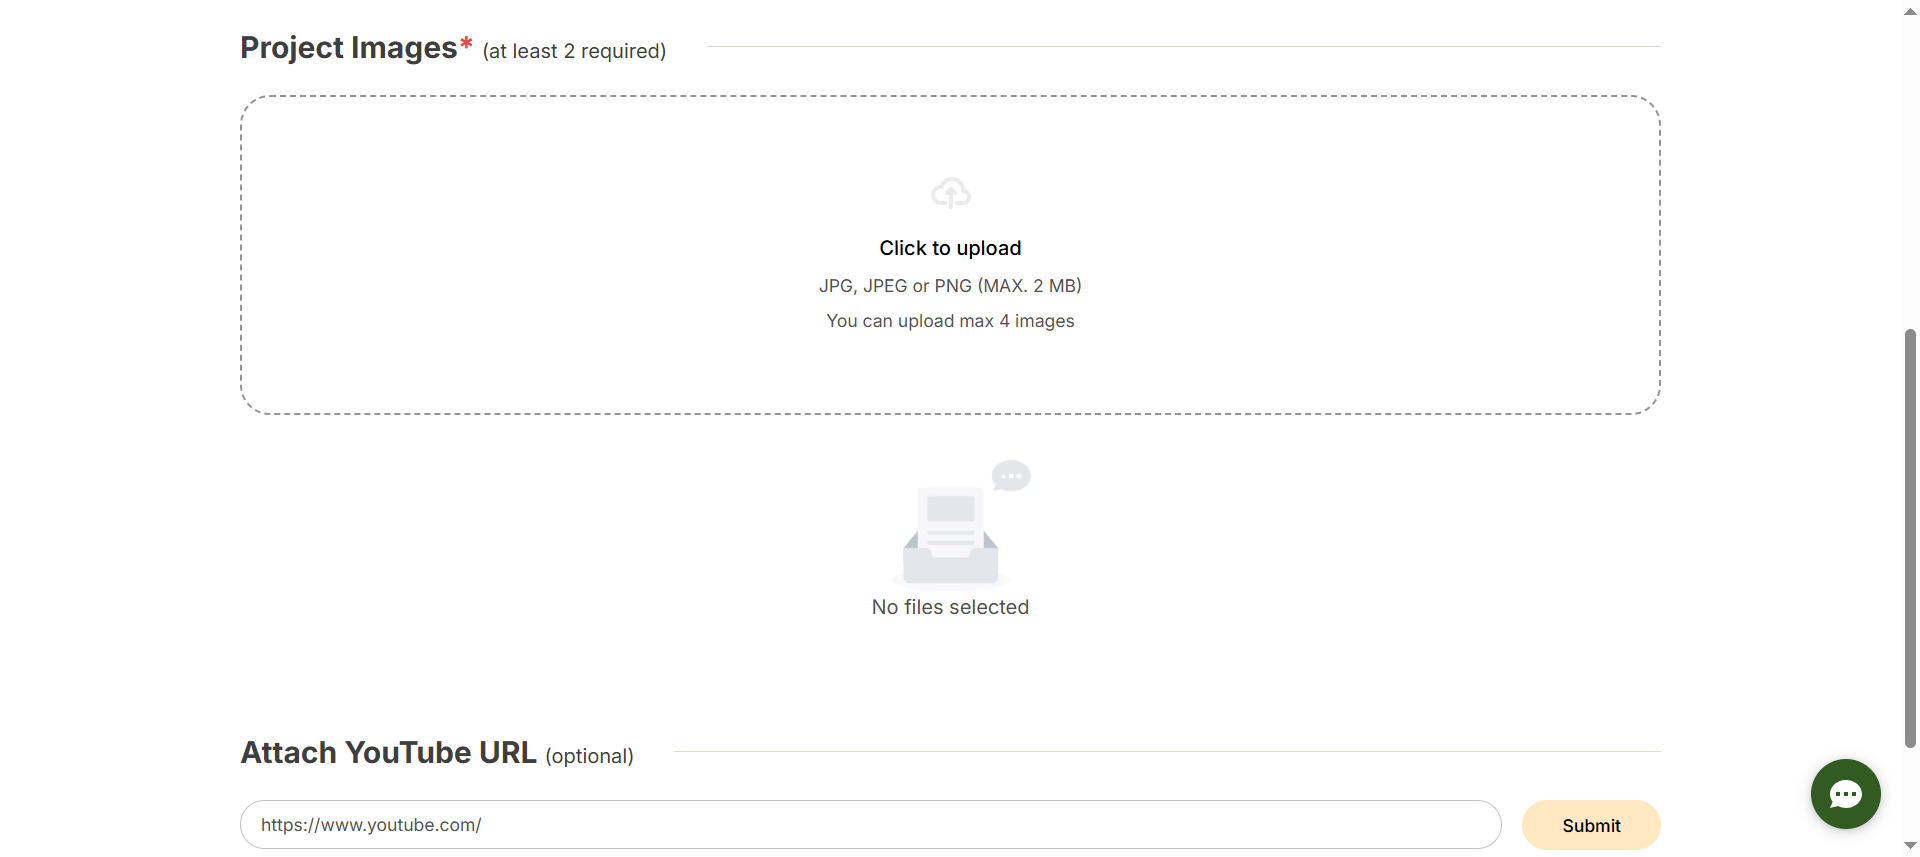 Project Images* (at least 2 required)
Click to upload
JPG, JPEG or PNG (MAX. 2 MB)
You can upload max 4 images
No files selected
Attach YouTube URL (optional)
https://www.youtube.com/
Submit